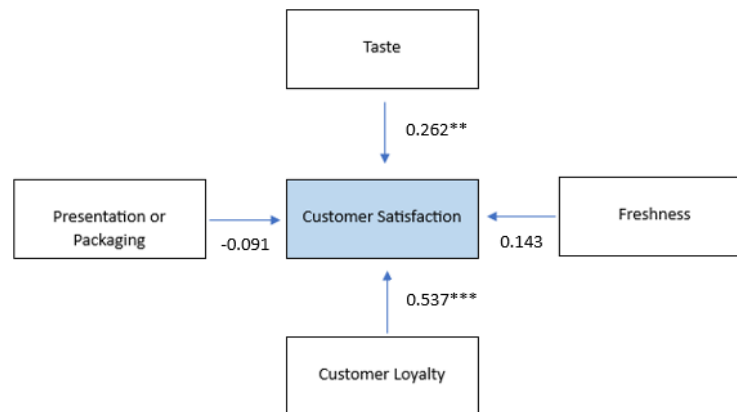 Taste
0.262**
Presentation or
Packaging
-0.091
Customer Satisfaction
Freshness
0.143
0.537***
Customer Loyalty